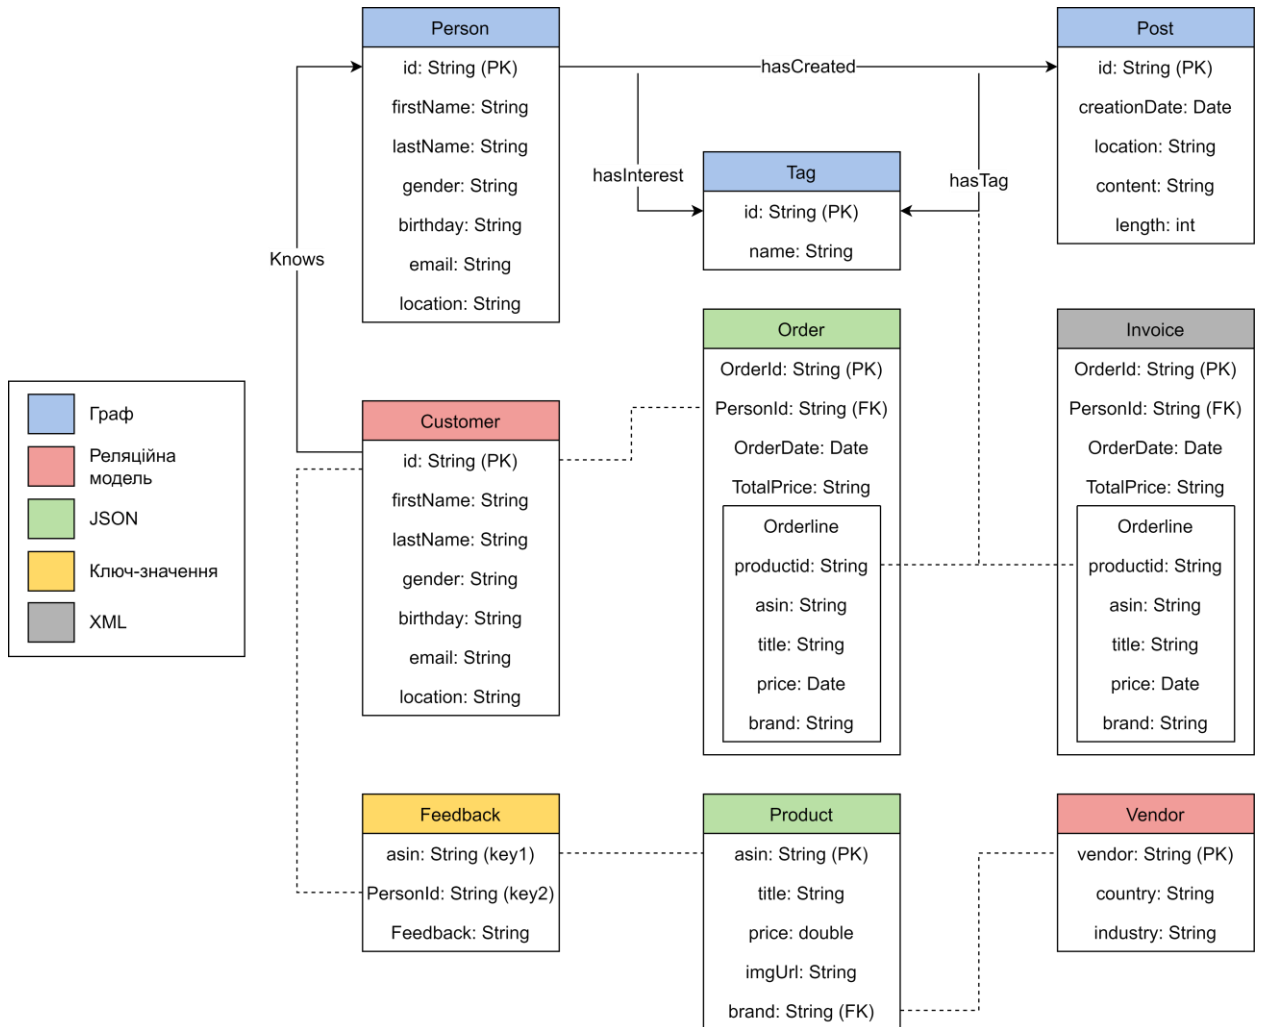 Person
id: String (PK)
firstName: String
lastName: String
gender: String
birthday: String
email: String
location: String
hasCreated
Post
id: String (PK)
creationDate: Date
location: String
content: String
length: int
hasInterest
Tag
id: String (PK)
name: String
hasTag
Knows
Граф
Реляційна
модель
JSON
Ключ-значення
XML
Customer
id: String (PK)
firstName: String
lastName: String
gender: String
birthday: String
email: String
location: String
Order
OrderId: String (PK)
PersonId: String (FK)
OrderDate: Date
TotalPrice: String
Orderline
productid: String
asin: String
title: String
price: Date
brand: String
Invoice
OrderId: String (PK)
PersonId: String (FK)
OrderDate: Date
TotalPrice: String
Orderline
productid: String
asin: String
title: String
price: Date
brand: String
Feedback
asin: String (key1)
PersonId: String (key2)
Feedback: String
Product
asin: String (PK)
title: String
price: double
imgUrl: String
brand: String (FK)
Vendor
vendor: String (PK)
country: String
industry: String